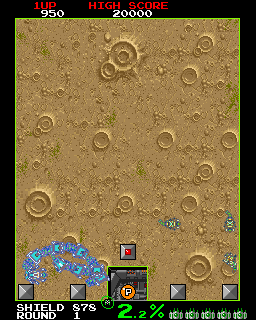 1UP HIGH SCORE
950 20000
P
M
SHIELD 878
ROUND 1
2.2%